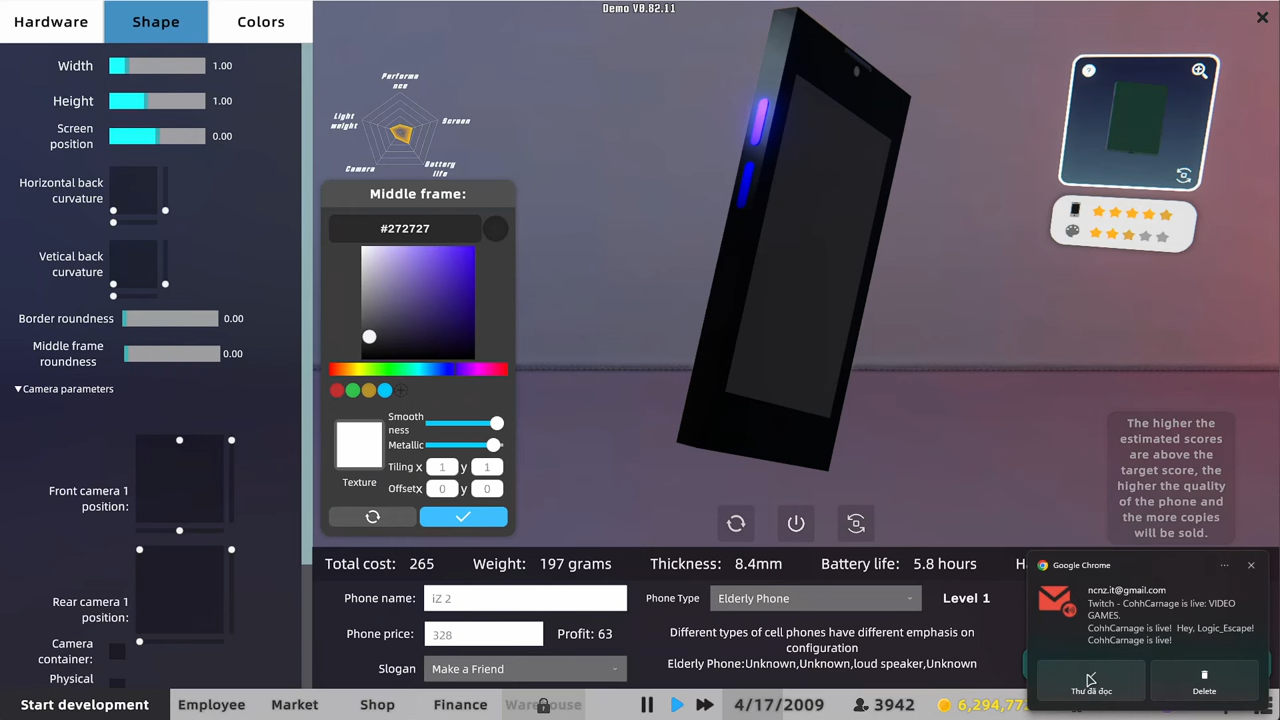 Demo V0.82.11
Hardware
Shape
Colors
Width
1.00
Height
1.00
Screen
position
0.00
Horizontal back
curvature
Vetical back
curvature
Border roundness
0.00
Middle frame
roundness
0.00
▼Camera parameters
Front camera 1
position:
Rear camera 1
position:
Camera
container:
Physical
Performa
nce
Light
weight
Screen
Camera
Battery
life
Middle frame:
#272727
Smooth
ness
Metallic
Tiling x
1
y
1
Texture
Offsetx
0
y
0
?
The higher the
estimated scores
are above the
target score, the
higher the quality
of the phone and
the more copies
will be sold.
Total cost: 265
Weight: 197 grams
Thickness: 8.4mm
Battery life: 5.8 hours
Phone name:
iZ 2
Phone Type
Elderly Phone
Level 1
Phone price:
328
Profit: 63
Different types of cell phones have different emphasis on
configuration
Elderly Phone:Unknown,Unknown,loud speaker,Unknown
Slogan
Make a Friend
Google Chrome
ncnz.it@gmail.com
Twitch - CohhCarnage is live: VIDEO
GAMES.
CohhCarnage is live! Hey, Logic_Escape!
CohhCarnage is live!
Thư đã đọc
Delete
Start development
Employee
Market
Shop
Finance
Warehouse
4/17/2009
3942